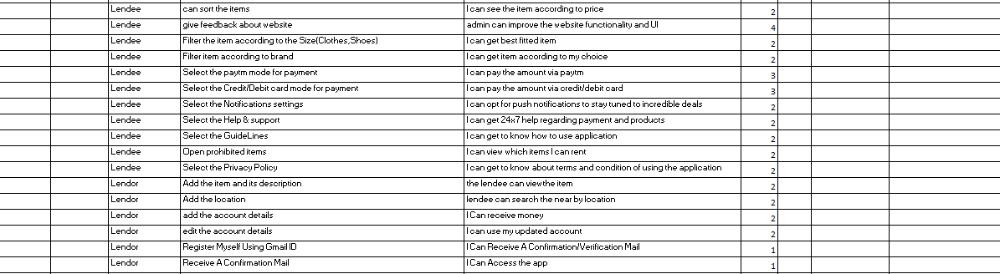 Lendee can sort the items I can see the item according to price 2
Lendee give feedback about website admin can improve the website functionality and UI 4
Lendee Filter the item according to the Size(Clothes,Shoes) I can get best fitted item 2
Lendee Filter item according to brand I can get item according to my choice 2
Lendee Select the paytm mode for payment I can pay the amount via paytm 3
Lendee Select the Credit/Debit card mode for payment I can pay the amount via credit/debit card 3
Lendee Select the Notifications settings I can opt for push notifications to stay tuned to incredible deals 2
Lendee Select the Help & support I can get 24x7 help regarding payment and products 2
Lendee Select the GuideLines I can get to know how to use application 2
Lendee Open prohibited items I can view which items I can rent 2
Lendee Select the Privacy Policy I can get to know about terms and condition of using the application 2
Lendor Add the item and its description the lendee can view the item 2
Lendor Add the location lendee can search the near by location 2
Lendor add the account details I Can receive money 2
Lendor edit the account details I can use my updated account 2
Lendor Register Myself Using Gmail ID I Can Receive A Confirmation/Verification Mail 1
Lendor Receive A Confirmation Mail I Can Access the app 1